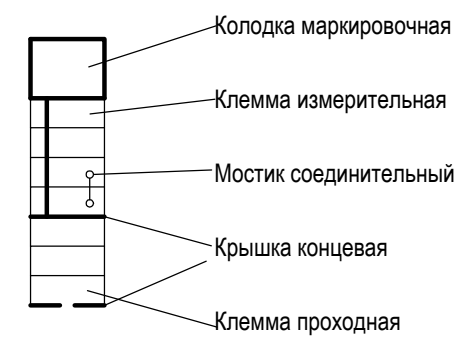 Колодка маркировочная
Клемма измерительная
Мостик соединительный
Крышка концевая
Клемма проходная